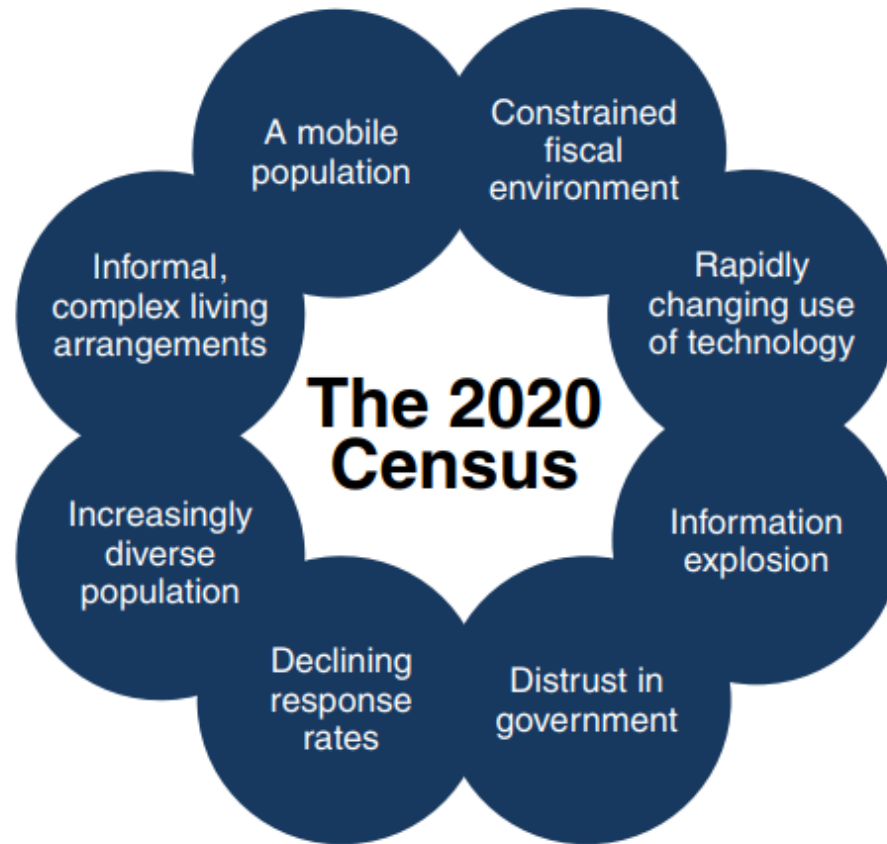 A mobile
population
Constrained
fiscal
environment
Rapidly
changing use
of technology
Information
explosion
Distrust in
government
Declining
response
rates
Increasingly
diverse
population
Informal,
complex living
arrangements
The 2020
Census